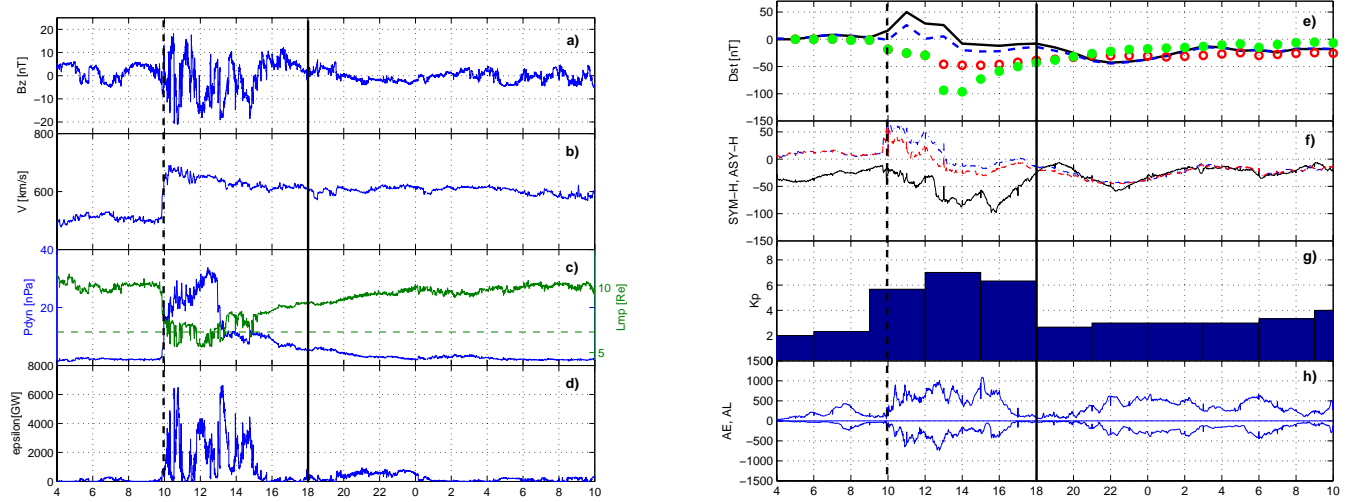 20
10
0
−10
−20
Bz [nT]
a)
800
600
V [km/s]
b)
40
20
Pdyn [nPa]
10
5
Lmp [Re]
c)
8000
6000
4000
2000
0
epsilon[GW]
d)
4 6 8 10 12 14 16 18 20 22 0 2 4 6 8 10
50
0
−50
−100
−150
Dst [nT]
e)
50
0
−50
−100
−150
SYM−H, ASY−H
f)
8
6
4
2
Kp
g)
1500
1000
500
0
−500
−1000
−1500
AE, AL
h)
4 6 8 10 12 14 16 18 20 22 0 2 4 6 8 10